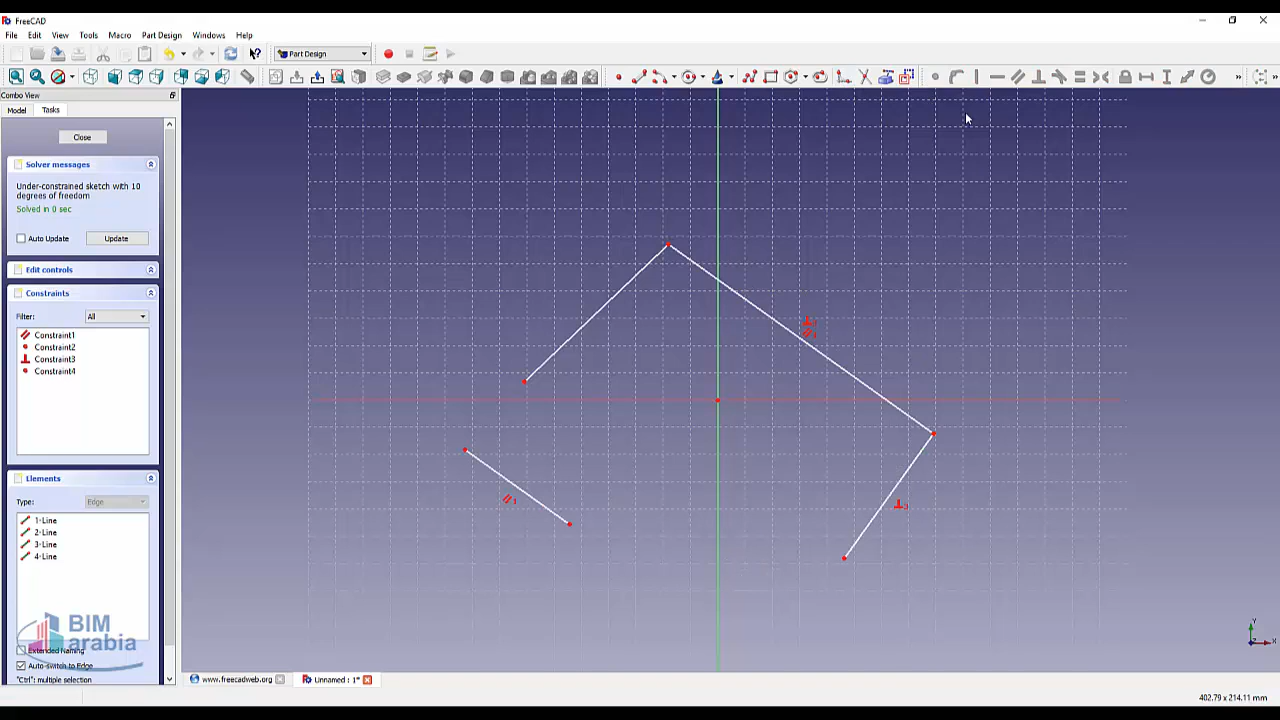 FreeCAD
File Edit View Tools Macro Part Design Windows Help
Part Design
Combo View
Model Tasks
Close
Solver messages
Under-constrained sketch with 10
degrees of freedom
Solved in 0 sec
Auto Update Update
Edit controls
Constraints
Filter: All
Constraint1
Constraint2
Constraint3
Constraint4
Elements
Type: Edge
1-Line
2-Line
3-Line
4-Line
BIM
arabia
Extended Naming
Auto-switch to Edge
"Ctrl": multiple selection
www.freecadweb.org Unnamed : 1*
402.79 x 214.11 mm
Y
X